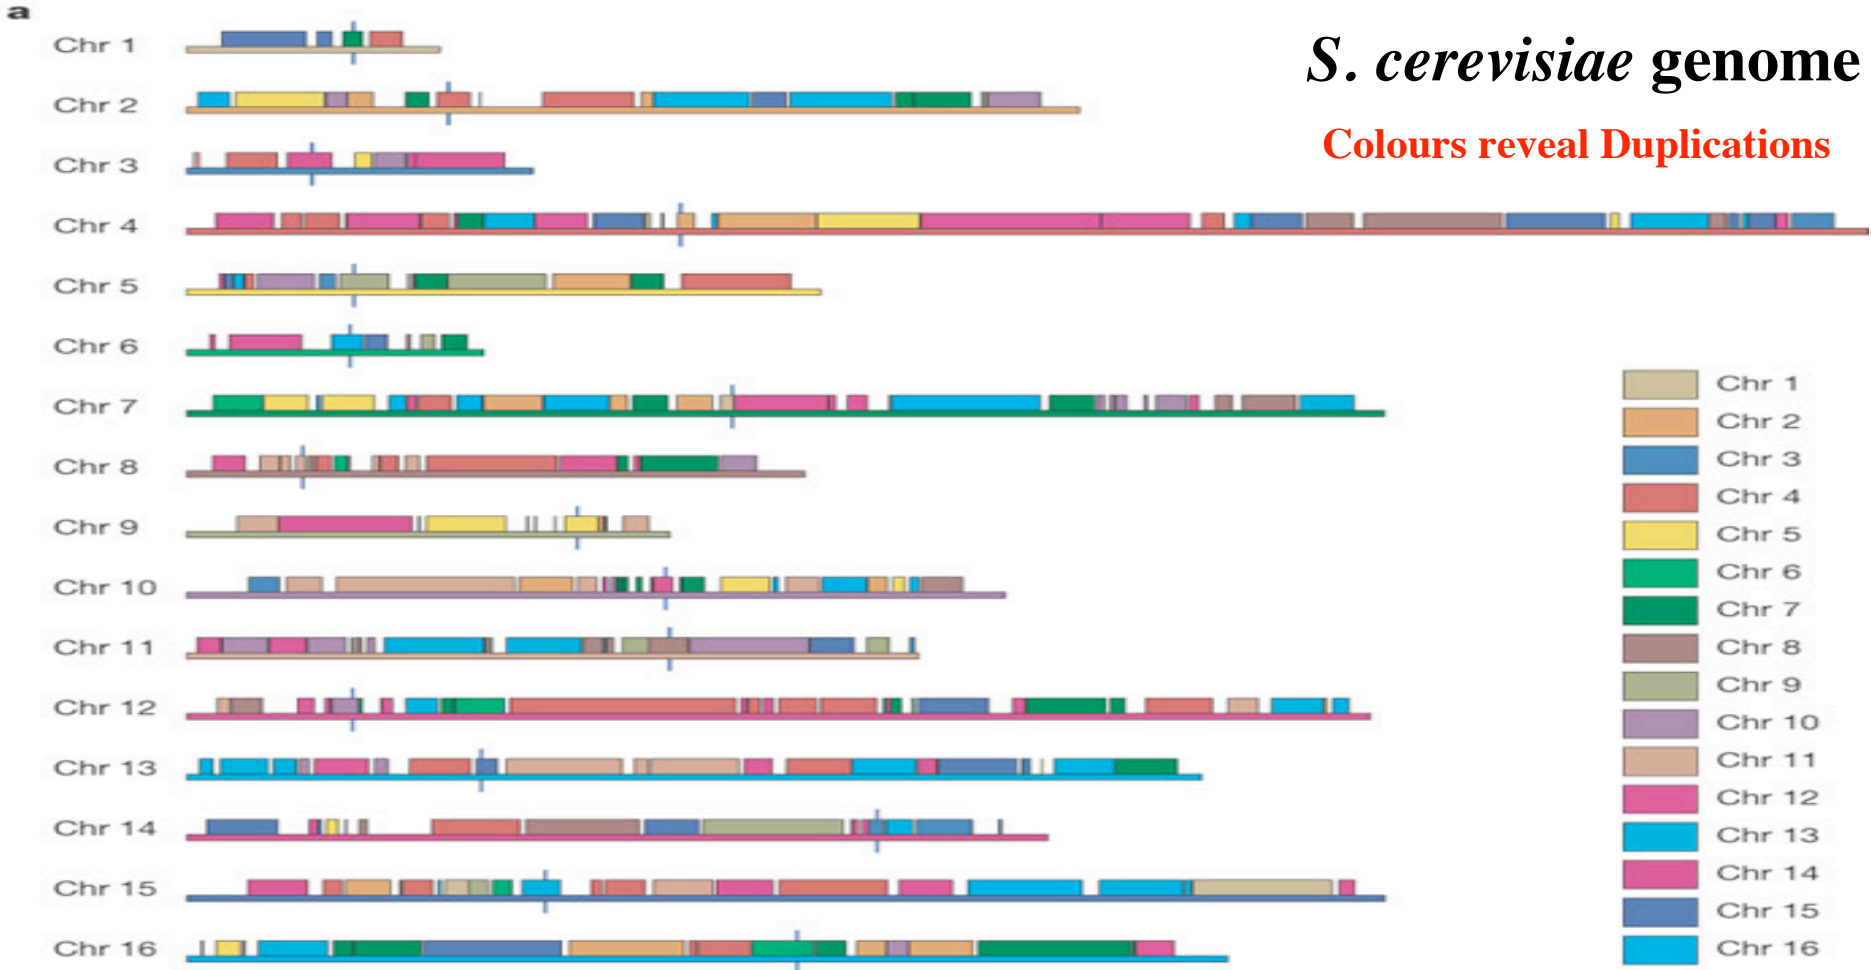 a
S. cerevisiae genome
Colours reveal Duplications
Chr 1
Chr 2
Chr 3
Chr 4
Chr 5
Chr 6
Chr 7
Chr 8
Chr 9
Chr 10
Chr 11
Chr 12
Chr 13
Chr 14
Chr 15
Chr 16
Chr 1
Chr 2
Chr 3
Chr 4
Chr 5
Chr 6
Chr 7
Chr 8
Chr 9
Chr 10
Chr 11
Chr 12
Chr 13
Chr 14
Chr 15
Chr 16